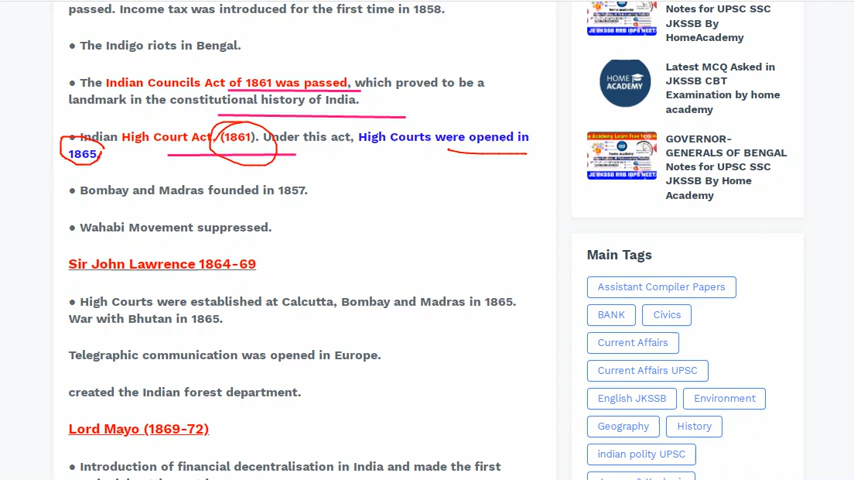 passed. Income tax was introduced for the first time in 1858.
● The Indigo riots in Bengal.
● The Indian Councils Act of 1861 was passed, which proved to be a
landmark in the constitutional history of India.
● Indian High Court Act, (1861). Under this act, High Courts were opened in
1865.
● Bombay and Madras founded in 1857.
● Wahabi Movement suppressed.
Sir John Lawrence 1864-69
● High Courts were established at Calcutta, Bombay and Madras in 1865.
War with Bhutan in 1865.
Telegraphic communication was opened in Europe.
created the Indian forest department.
Lord Mayo (1869-72)
● Introduction of financial decentralisation in India and made the first
Notes for UPSC SSC
JKSSB By
HomeAcademy
HOME
ACADEMY
Latest MCQ Asked in
JKSSB CBT
Examination by home
academy
GOVERNOR-
GENERALS OF BENGAL
Notes for UPSC SSC
JKSSB By Home
Academy
Main Tags
Assistant Compiler Papers
BANK
Civics
Current Affairs
Current Affairs UPSC
English JKSSB
Environment
Geography
History
indian polity UPSC